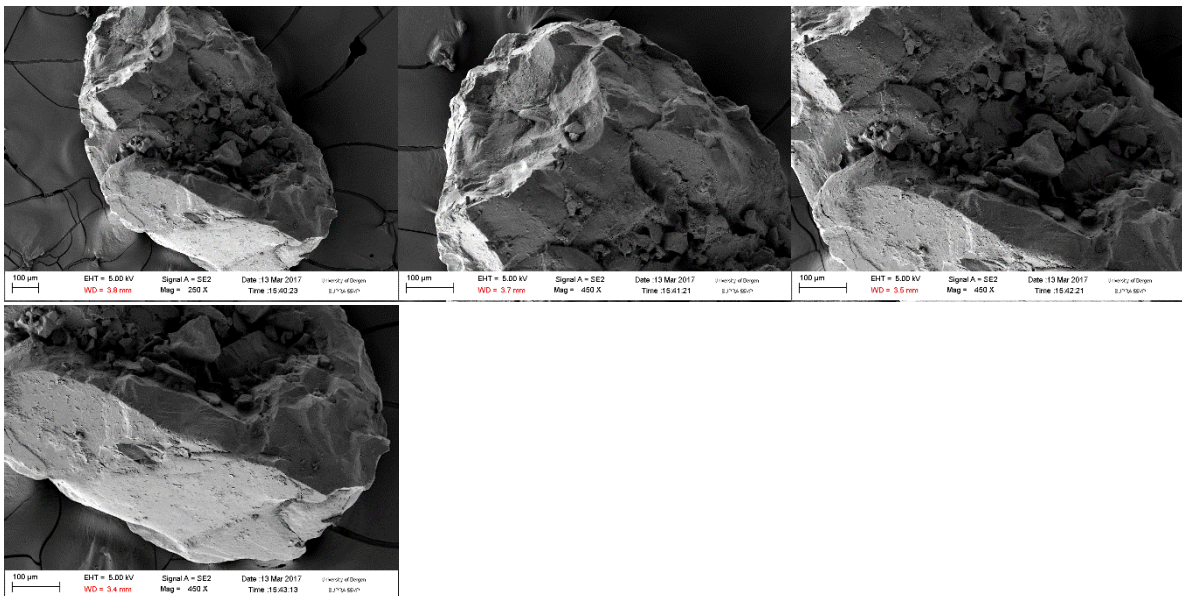 100 µm EHT = 5.00 kV Signal A = SE2 Date :13 Mar 2017 University of Bergen
WD = 3.8 mm Mag = 250 X Time :15:40:23
100 µm EHT = 5.00 kV Signal A = SE2 Date :13 Mar 2017 University of Bergen
WD = 3.7 mm Mag = 450 X Time :15:41:21
100 µm EHT = 5.00 kV Signal A = SE2 Date :13 Mar 2017 University of Bergen
WD = 3.5 mm Mag = 450 X Time :15:42:21
100 µm EHT = 5.00 kV Signal A = SE2 Date :13 Mar 2017 University of Bergen
WD = 3.4 mm Mag = 450 X Time :15:43:13